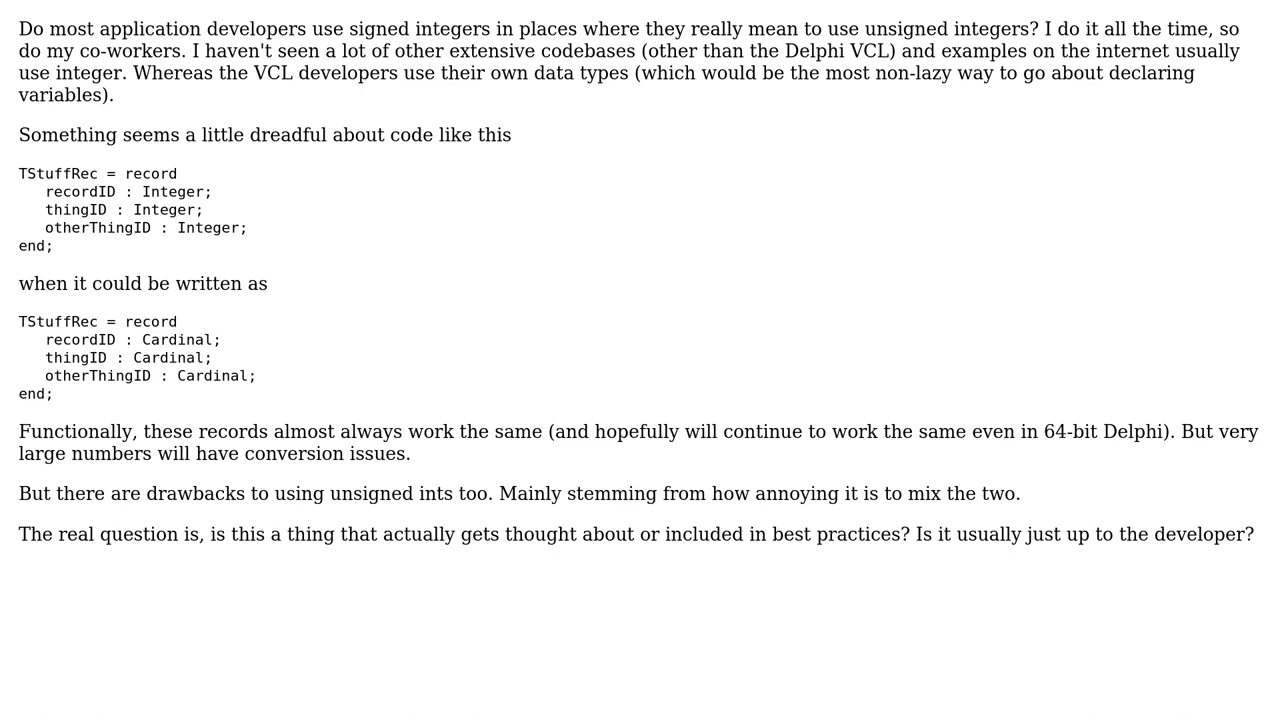 Do most application developers use signed integers in places where they really mean to use unsigned integers? I do it all the time, so
do my co-workers. I haven't seen a lot of other extensive codebases (other than the Delphi VCL) and examples on the internet usually
use integer. Whereas the VCL developers use their own data types (which would be the most non-lazy way to go about declaring
variables).
Something seems a little dreadful about code like this
TStuffRec = record
   recordID : Integer;
   thingID : Integer;
   otherThingID : Integer;
end;
when it could be written as
TStuffRec = record
   recordID : Cardinal;
   thingID : Cardinal;
   otherThingID : Cardinal;
end;
Functionally, these records almost always work the same (and hopefully will continue to work the same even in 64-bit Delphi). But very
large numbers will have conversion issues.
But there are drawbacks to using unsigned ints too. Mainly stemming from how annoying it is to mix the two.
The real question is, is this a thing that actually gets thought about or included in best practices? Is it usually just up to the developer?